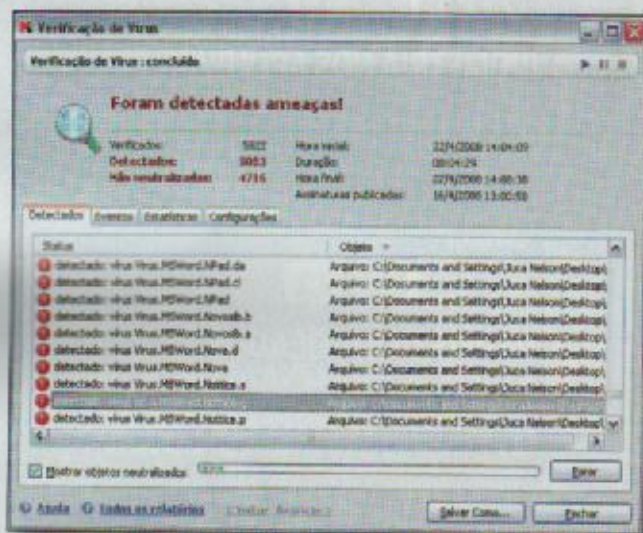 Verificação de Vírus
Verificação de Vírus : concluído
Foram detectadas ameaças!
Verificados: 5822 Hora inicial: 22/4/2008 14:04:09
Detectados: Duração: 00:04:29
Não neutralizados: 4716 Hora final: 22/4/2008 14:08:38
Assinaturas publicadas: 16/4/2008 13:00:58
Detectados Eventos Estatísticas Configurações
Status Objeto
detectado: vírus Virus.MSWord.NPad.da Arquivo: C:\Documents and Settings\Juca Nelson\Desktop\
detectado: vírus Virus.MSWord.NPad.cl Arquivo: C:\Documents and Settings\Juca Nelson\Desktop\
detectado: vírus Virus.MSWord.NPad Arquivo: C:\Documents and Settings\Juca Nelson\Desktop\
detectado: vírus Virus.MSWord.Novosib.b Arquivo: C:\Documents and Settings\Juca Nelson\Desktop\
detectado: vírus Virus.MSWord.Novosib.a Arquivo: C:\Documents and Settings\Juca Nelson\Desktop\
detectado: vírus Virus.MSWord.Nova.d Arquivo: C:\Documents and Settings\Juca Nelson\Desktop\
detectado: vírus Virus.MSWord.Nova Arquivo: C:\Documents and Settings\Juca Nelson\Desktop\
detectado: vírus Virus.MSWord.Nottice.s Arquivo: C:\Documents and Settings\Juca Nelson\Desktop\
detectado: vírus Virus.MSWord.Nottice.p Arquivo: C:\Documents and Settings\Juca Nelson\Desktop\
Mostrar objetos neutralizados Parar
Ajuda Todos os relatórios Salvar Como... Fechar